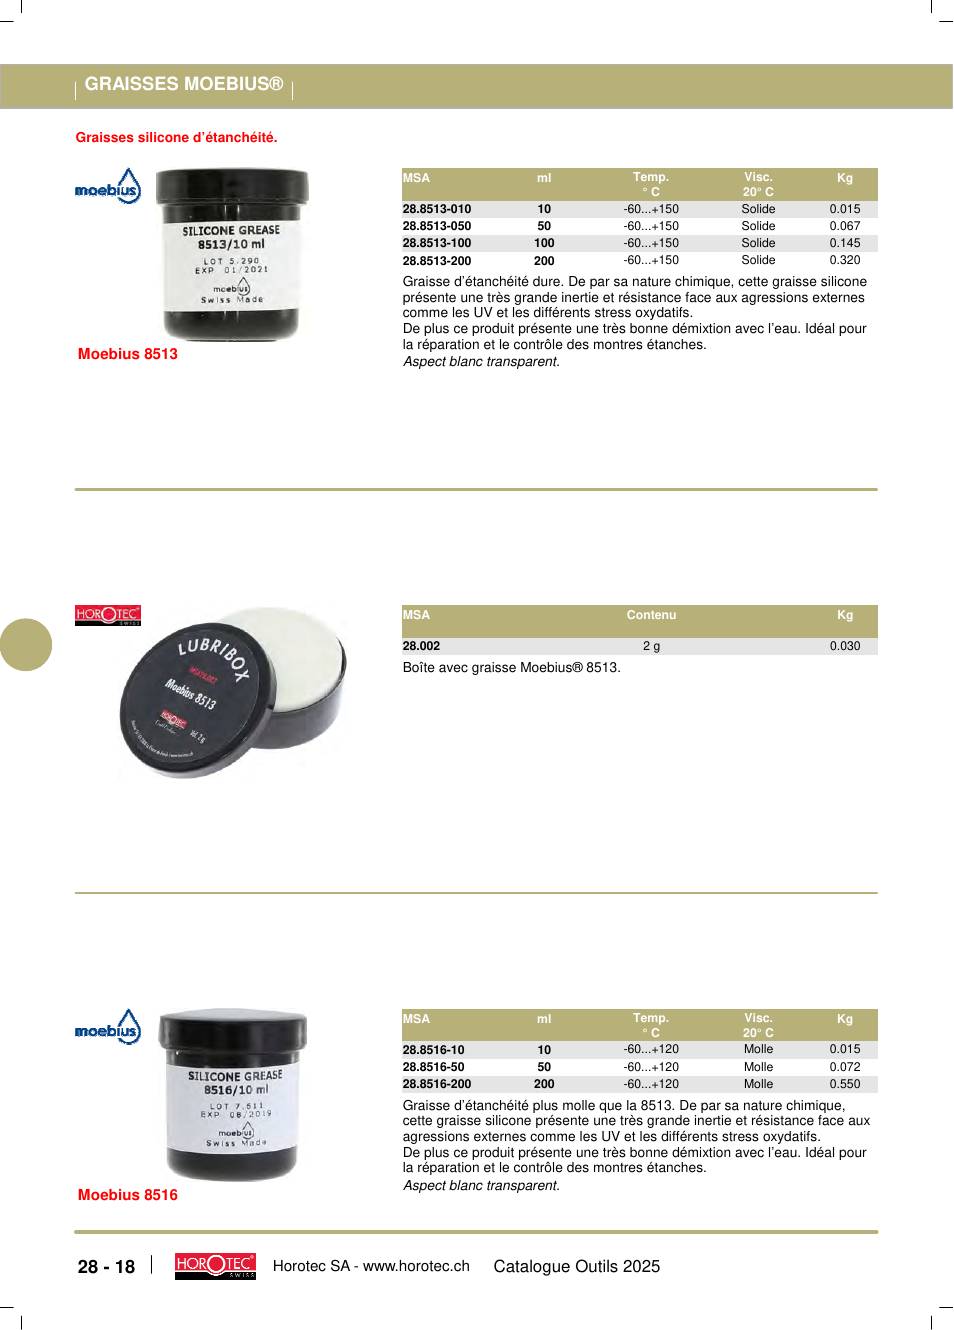 GRAISSES MOEBIUS®
Graisses silicone d'étanchéité.
moebius
SILICONE GREASE
8513/10 ml
LOT 5.290
EXP 01/2021
moebius
Swiss Made
Moebius 8513
MSA ml Temp. ° C Visc. 20° C Kg
28.8513-010 10 -60...+150 Solide 0.015
28.8513-050 50 -60...+150 Solide 0.067
28.8513-100 100 -60...+150 Solide 0.145
28.8513-200 200 -60...+150 Solide 0.320
Graisse d'étanchéité dure. De par sa nature chimique, cette graisse silicone
présente une très grande inertie et résistance face aux agressions externes
comme les UV et les différents stress oxydatifs.
De plus ce produit présente une très bonne démixtion avec l'eau. Idéal pour
la réparation et le contrôle des montres étanches.
Aspect blanc transparent.
HOROTEC®
SWISS
LUBRIBOX
Moebius 8513
HOROTEC
Vol. 2 g
MSA Contenu Kg
28.002 2 g 0.030
Boîte avec graisse Moebius® 8513.
moebius
SILICONE GREASE
8516/10 ml
LOT 7.611
EXP 08/2019
moebius
Swiss Made
Moebius 8516
MSA ml Temp. ° C Visc. 20° C Kg
28.8516-10 10 -60...+120 Molle 0.015
28.8516-50 50 -60...+120 Molle 0.072
28.8516-200 200 -60...+120 Molle 0.550
Graisse d'étanchéité plus molle que la 8513. De par sa nature chimique,
cette graisse silicone présente une très grande inertie et résistance face aux
agressions externes comme les UV et les différents stress oxydatifs.
De plus ce produit présente une très bonne démixtion avec l'eau. Idéal pour
la réparation et le contrôle des montres étanches.
Aspect blanc transparent.
28 - 18 HOROTEC® SWISS Horotec SA - www.horotec.ch Catalogue Outils 2025